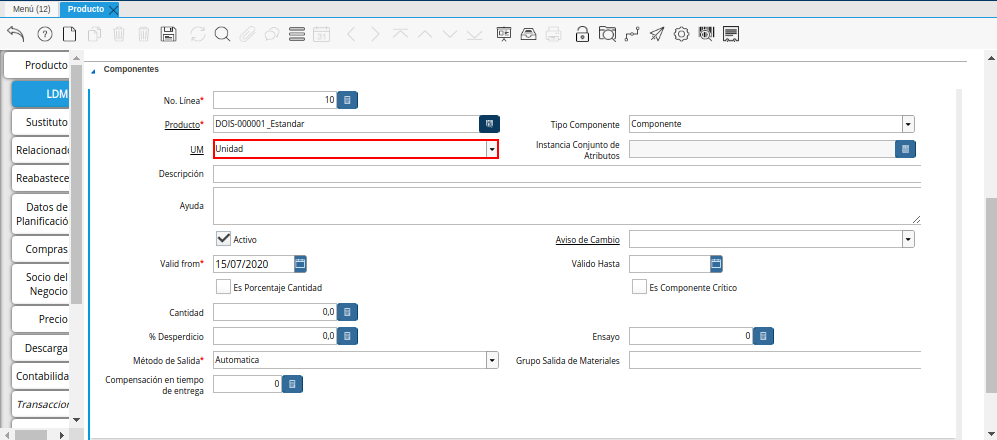 Menú (12)
Producto
Producto
LDM
Sustituto
Relacionado
Reabastece
Datos de
Planificació
Compras
Socio del
Negocio
Precio
Descarga
Contabilida
Transaccion
Componentes
No. Línea* 10
Producto* DOIS-000001_Estandar
Tipo Componente Componente
UM Unidad
Instancia Conjunto de
Atributos
Descripción
Ayuda
Activo
Aviso de Cambio
Valid from* 15/07/2020
Válido Hasta
Es Porcentaje Cantidad
Es Componente Crítico
Cantidad 0,0
% Desperdicio 0,0
Ensayo 0
Método de Salida* Automatica
Grupo Salida de Materiales
Compensación en tiempo
de entrega 0